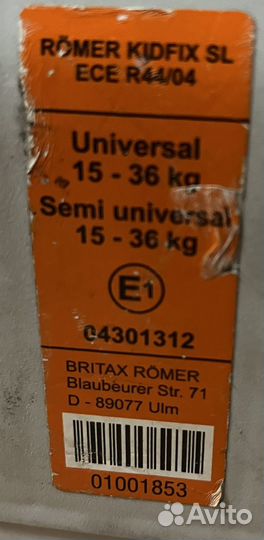 RÖMER KIDFIX SL
ECE R44/04
Universal
15 - 36 kg
Semi universal
15 - 36 kg
E1
04301312
BRITAX RÖMER
Blaubeurer Str. 71
D - 89077 Ulm
01001853
Avito